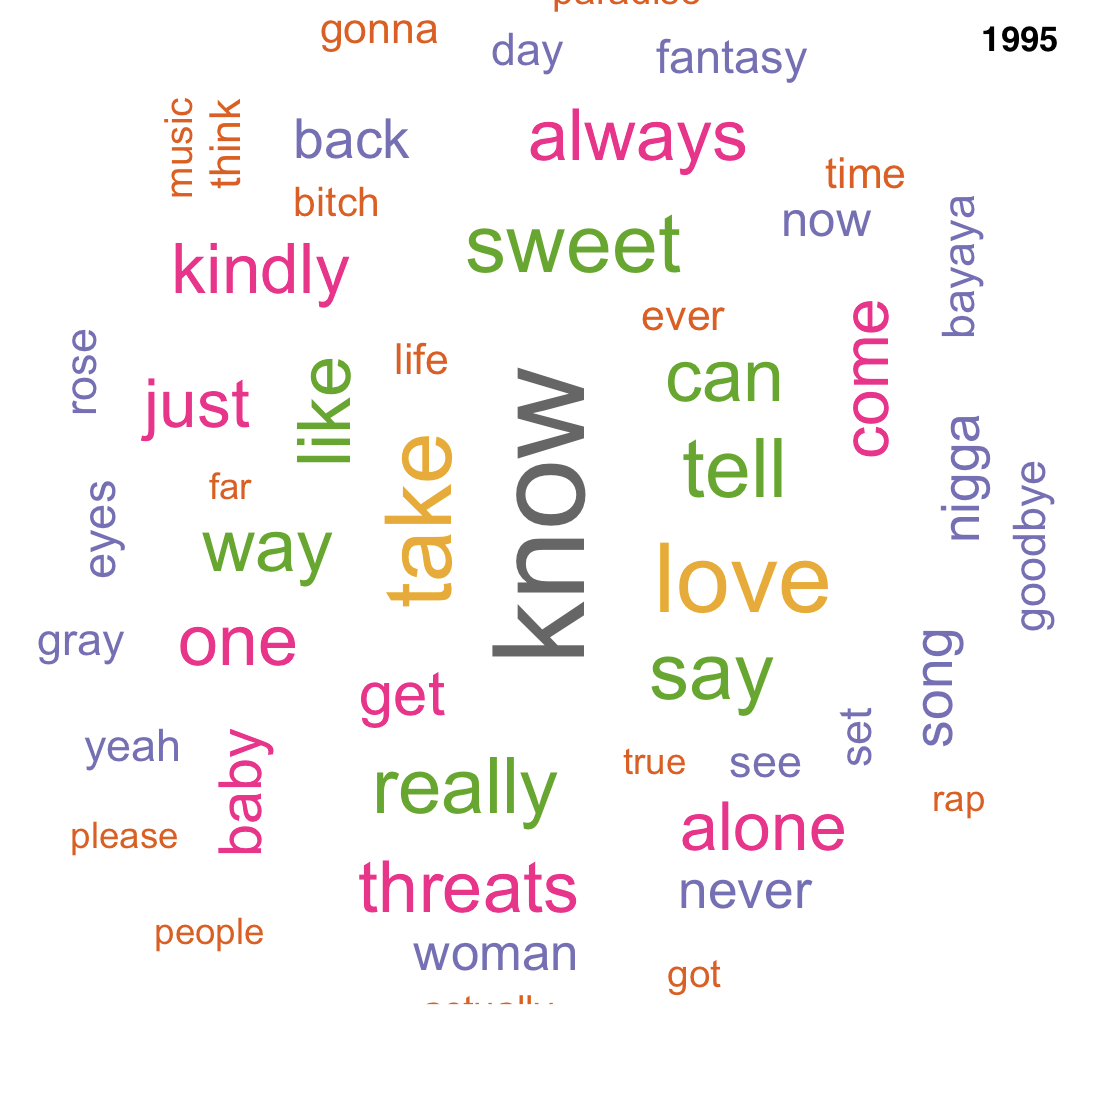 paradise
gonna
day
fantasy
1995
music
think
back
always
time
bitch
now
bayaya
kindly
sweet
ever
come
rose
just
like
life
can
know
take
tell
nigga
goodbye
far
eyes
way
love
gray
one
say
song
get
set
yeah
baby
true
see
really
rap
please
alone
threats
never
people
woman
got
actually